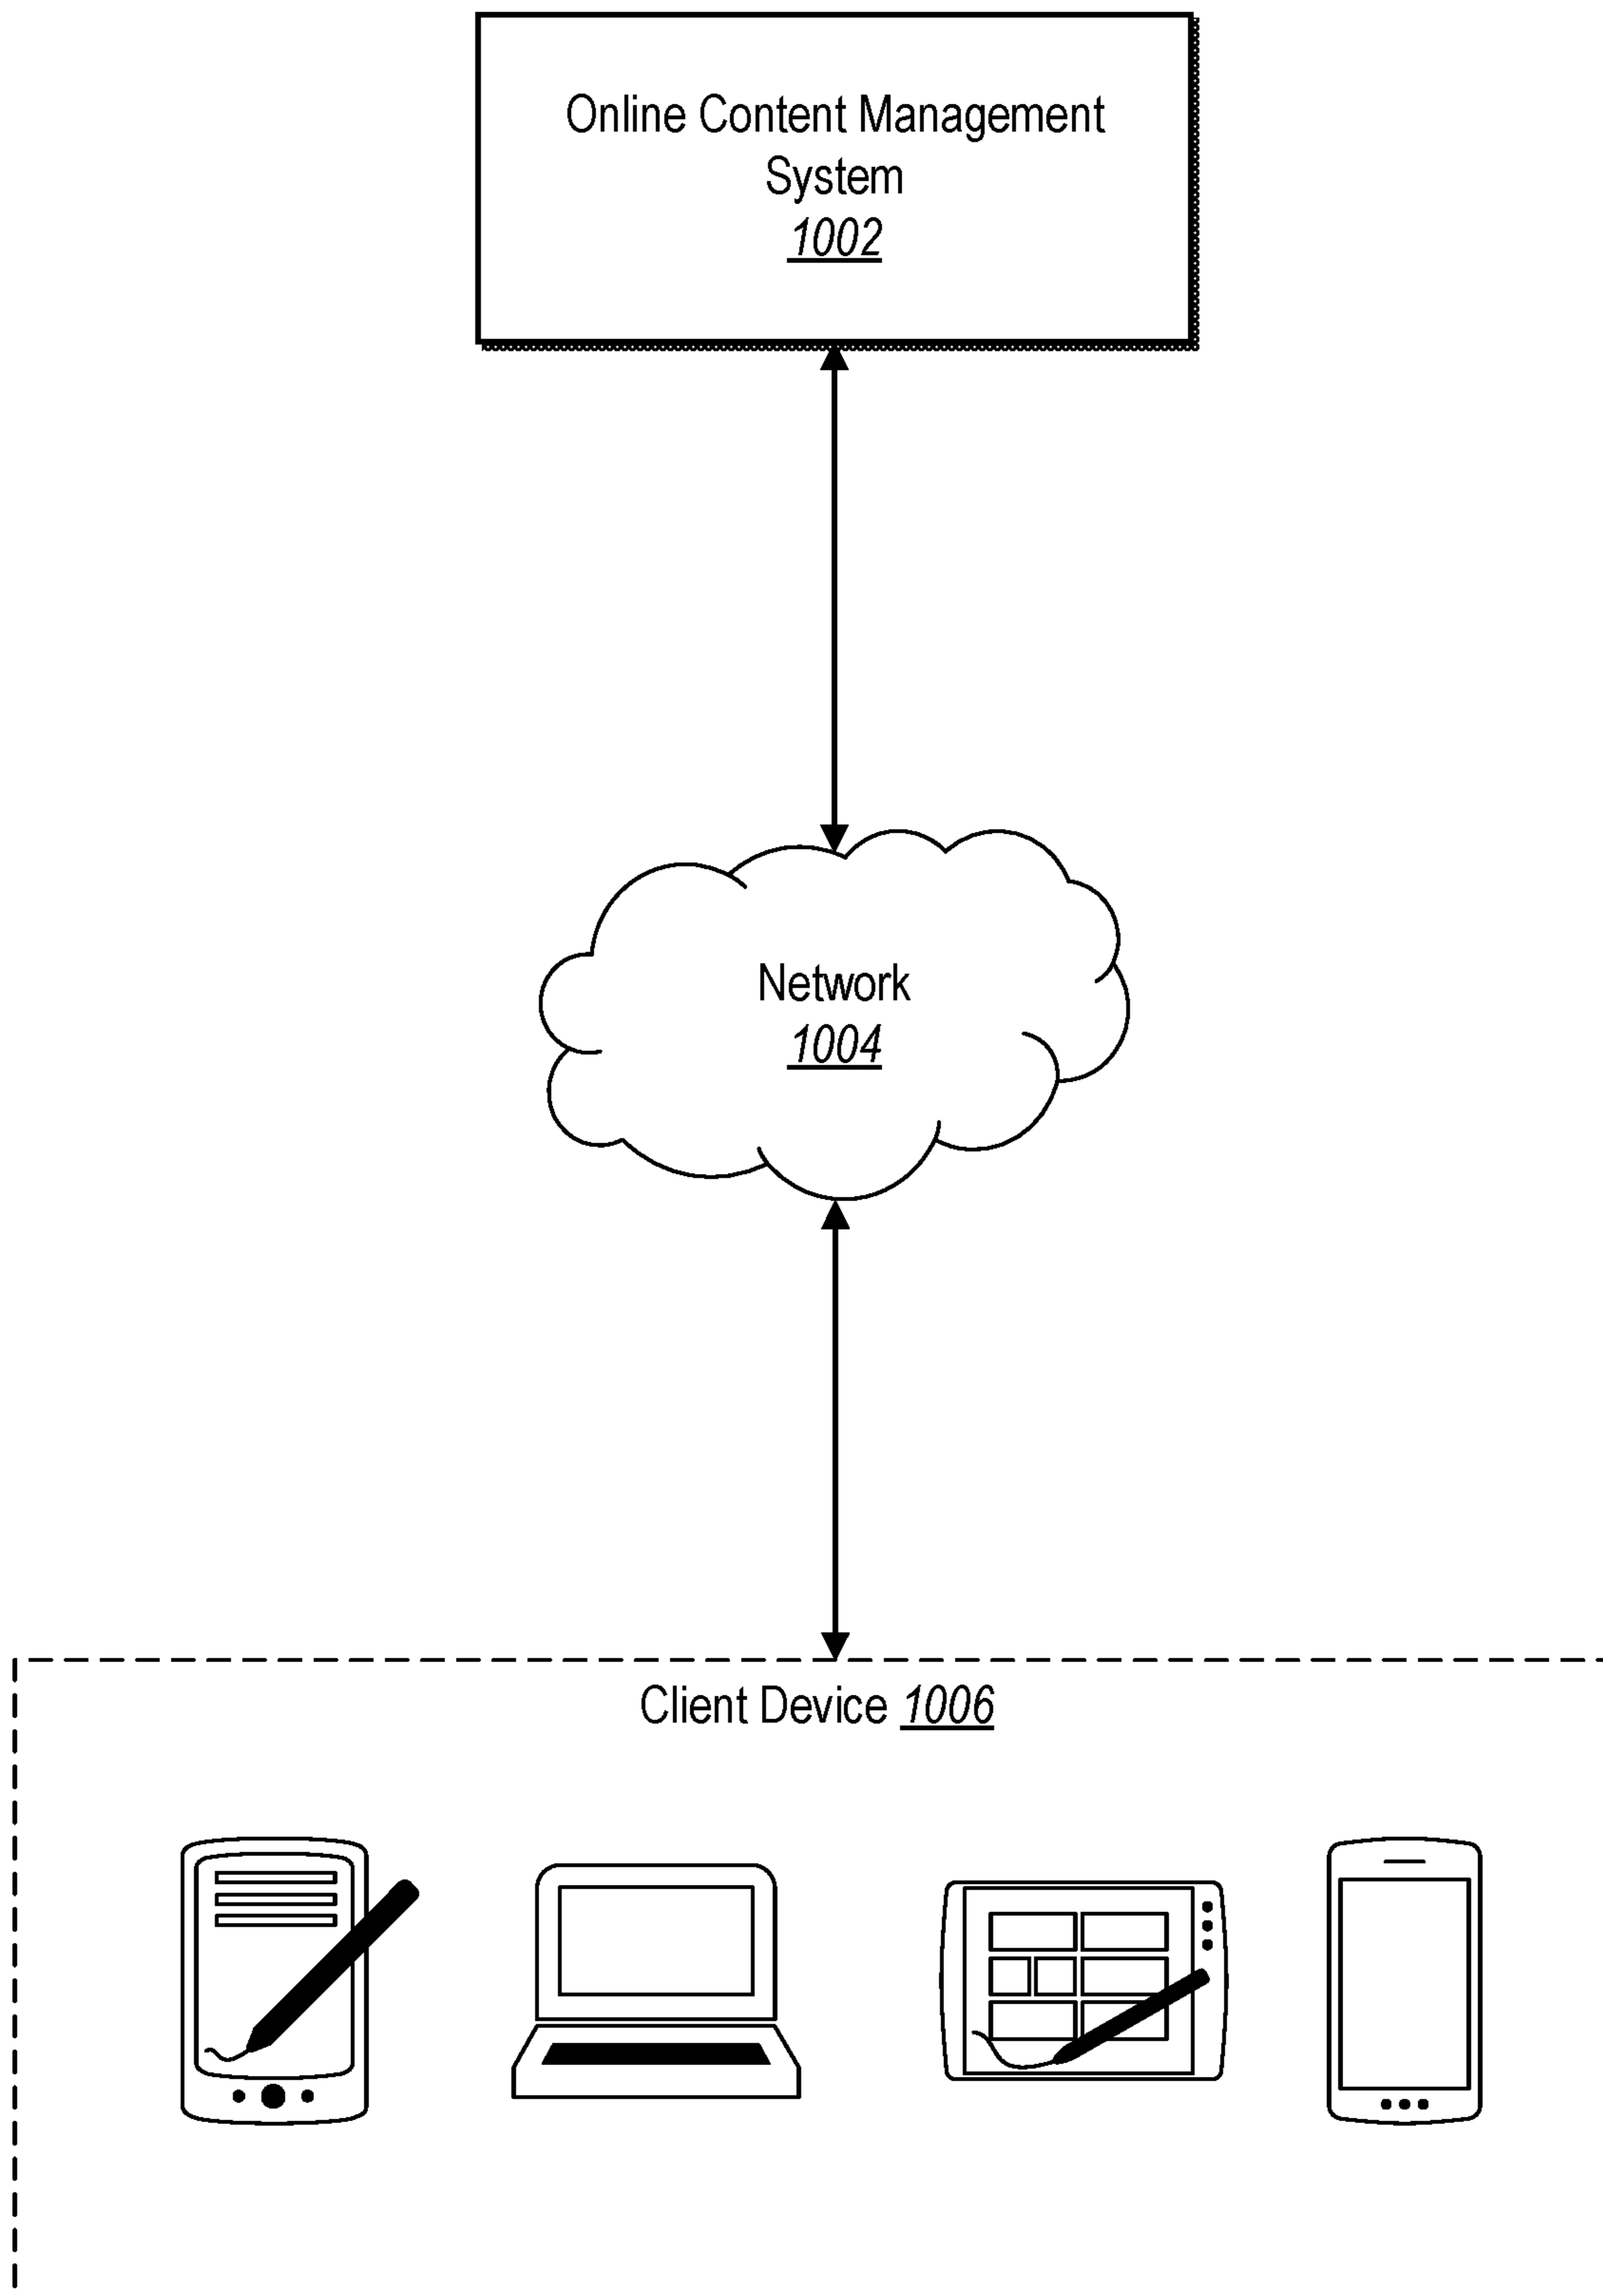 Online Content Management
System
1002
Network
1004
Client Device 1006